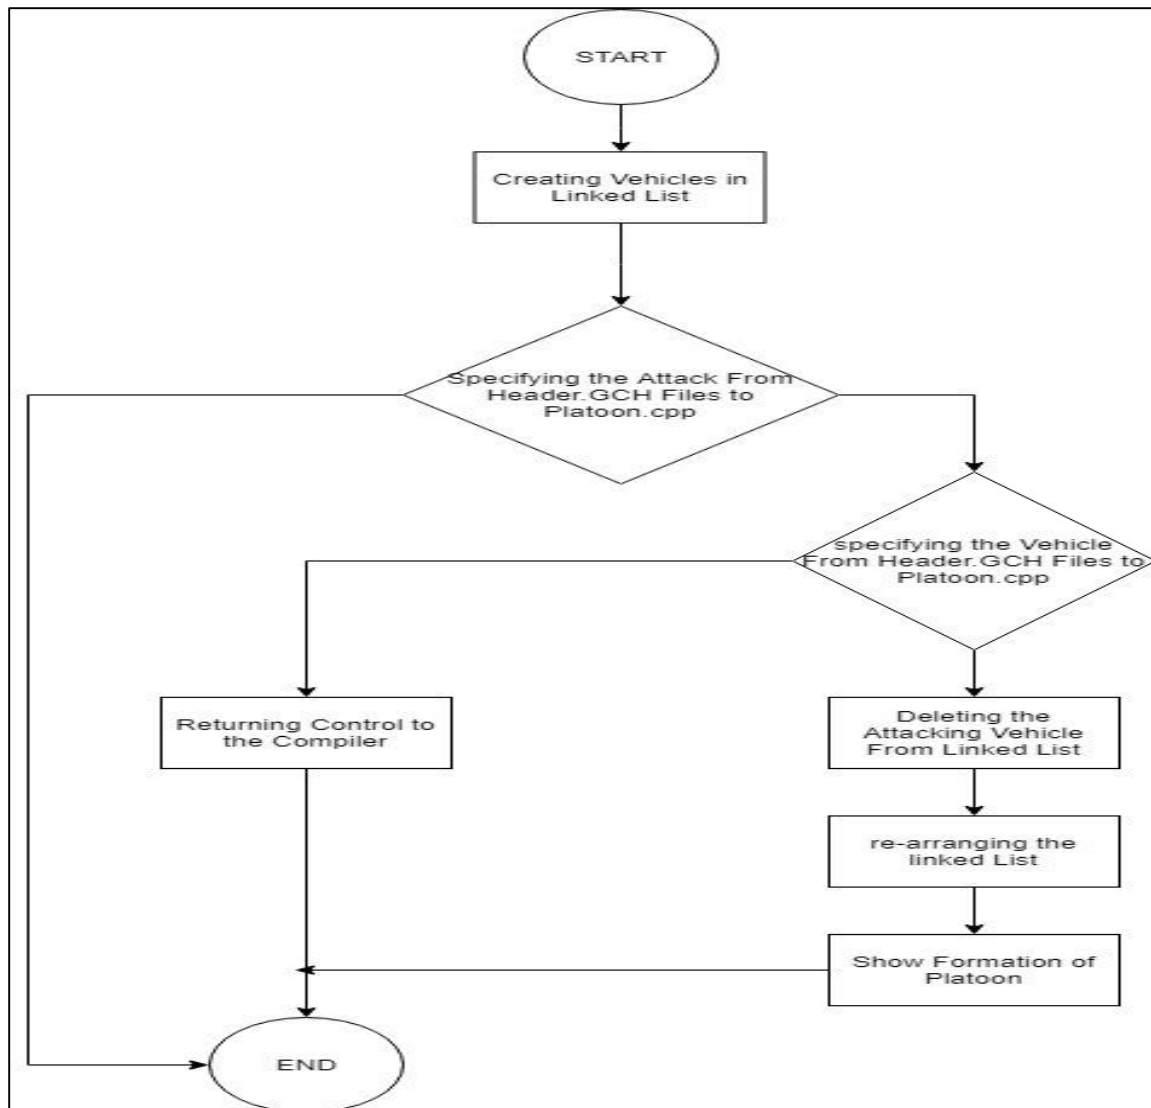 START
Creating Vehicles in
Linked List
Specifying the Attack From
Header.GCH Files to
Platoon.cpp
specifying the Vehicle
From Header.GCH Files to
Platoon.cpp
Returning Control to
the Compiler
Deleting the
Attacking Vehicle
From Linked List
re-arranging the
linked List
Show Formation of
Platoon
END